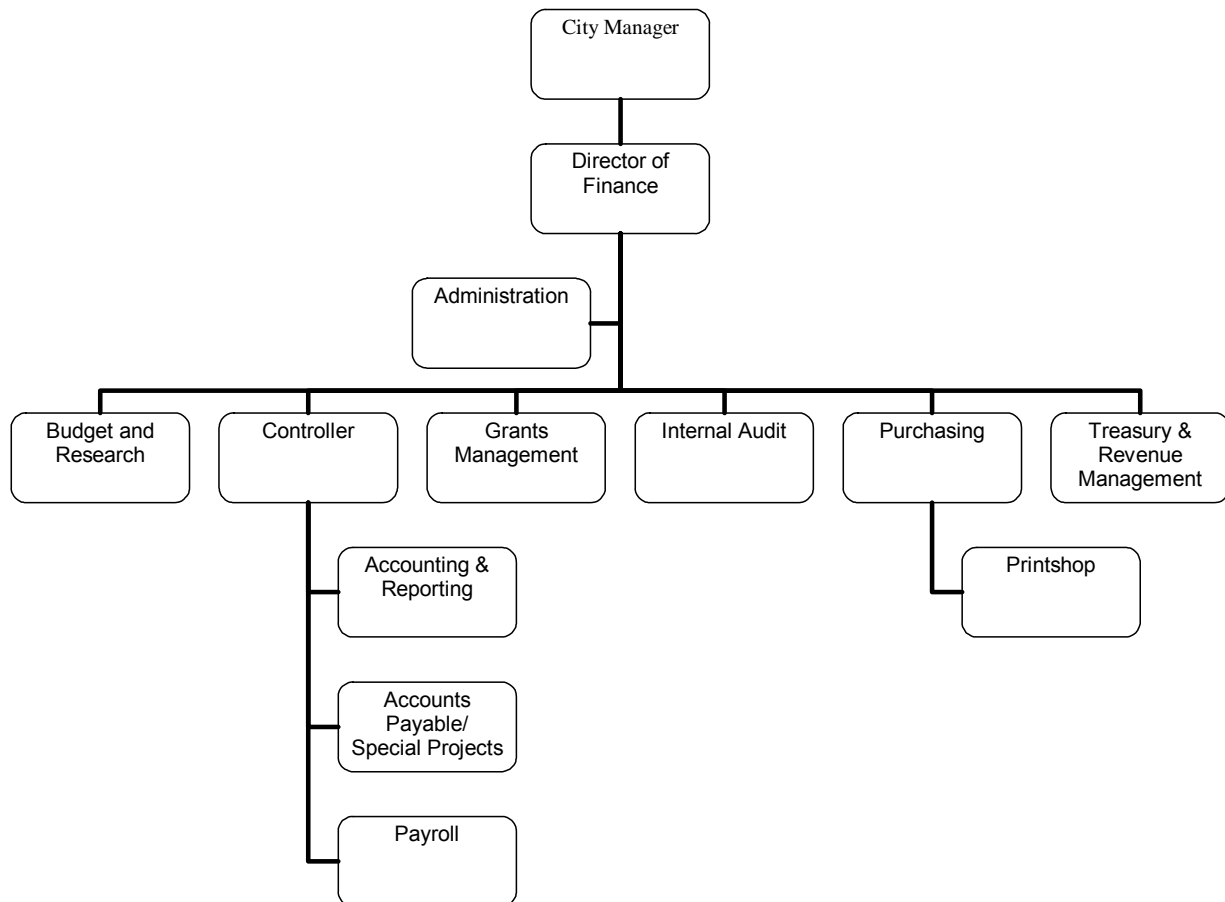 City Manager
Director of
Finance
Administration
Budget and
Research
Controller
Grants
Management
Internal Audit
Purchasing
Treasury &
Revenue
Management
Accounting &
Reporting
Printshop
Accounts
Payable/
Special Projects
Payroll